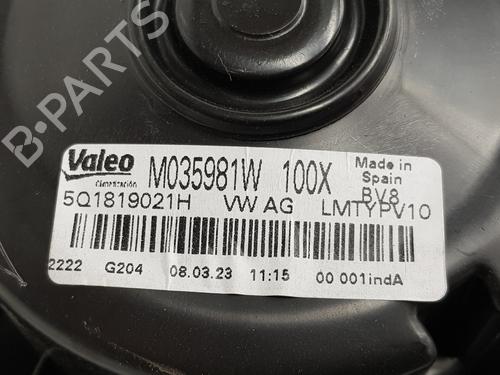 B-PARTS
Valeo
Climatización
M035981W 100X
Made in
Spain
BV8
5Q1819021H VW AG LMTYPV10
2222 G204 08.03.23 11:15 00 001indA